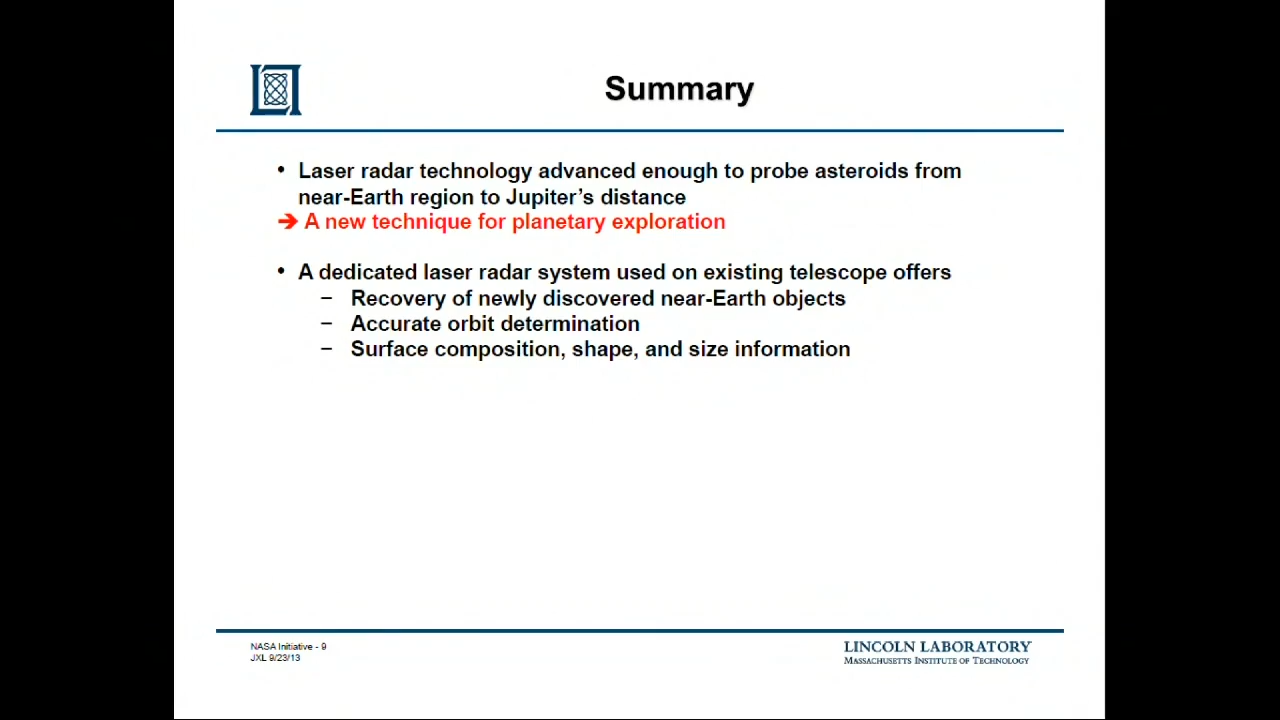 Summary
• Laser radar technology advanced enough to probe asteroids from
near-Earth region to Jupiter's distance
➔ A new technique for planetary exploration
• A dedicated laser radar system used on existing telescope offers
– Recovery of newly discovered near-Earth objects
– Accurate orbit determination
– Surface composition, shape, and size information
NASA Initiative - 9
JXL 9/23/13
LINCOLN LABORATORY
MASSACHUSETTS INSTITUTE OF TECHNOLOGY